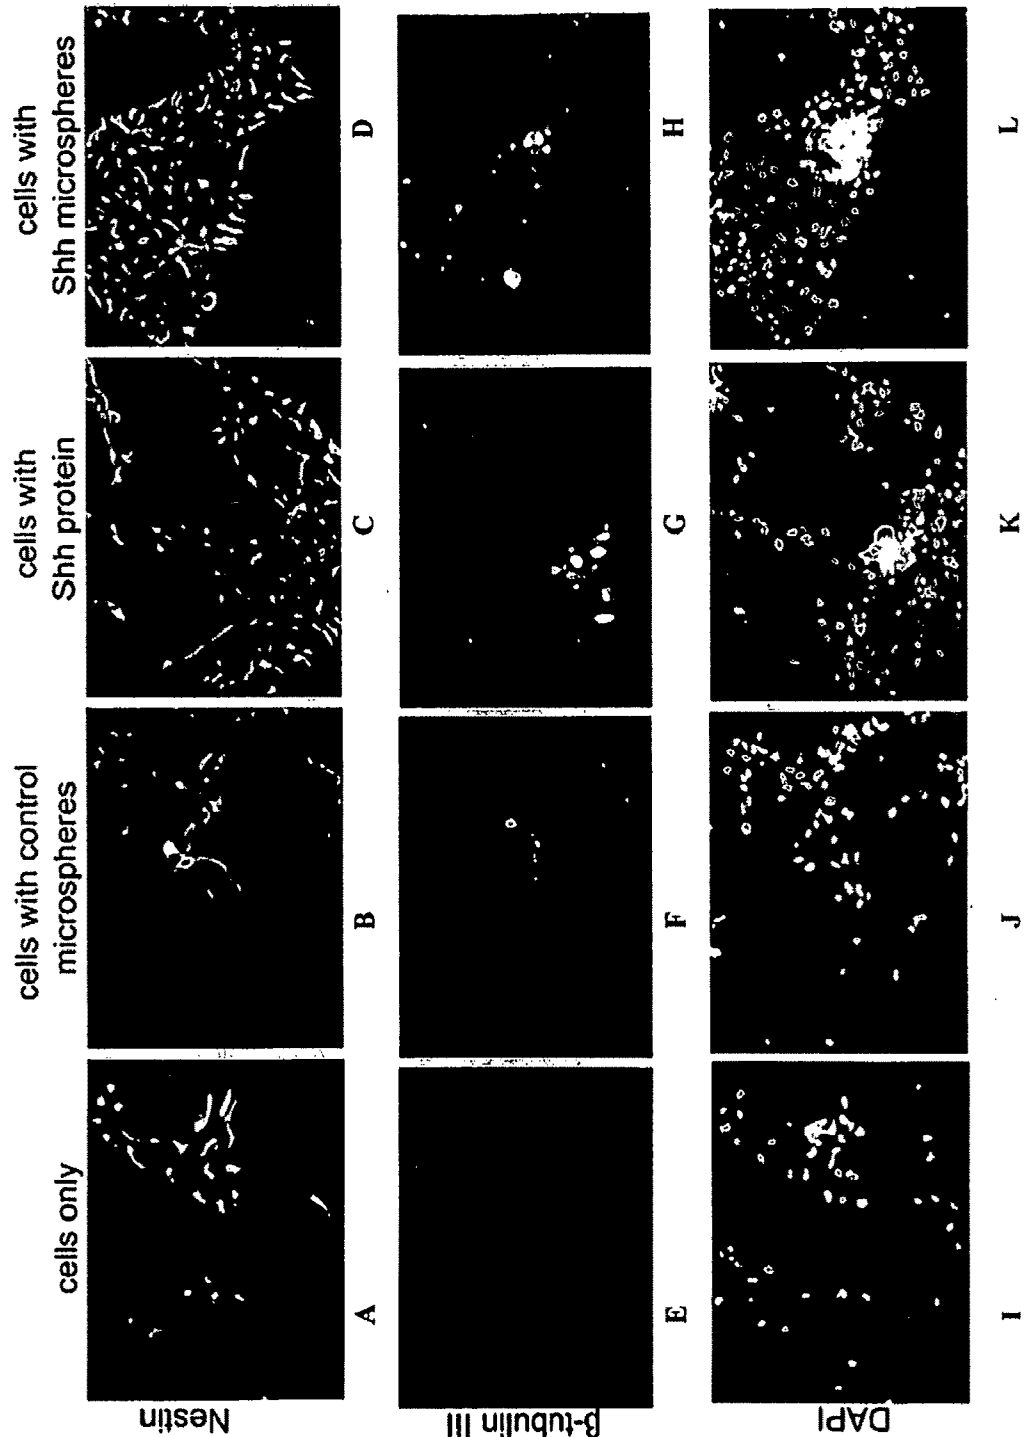 cells only
cells with control
microspheres
cells with
Shh protein
cells with
Shh microspheres
Nestin
A
B
C
D
β-tubulin III
E
F
G
H
DAPI
I
J
K
L